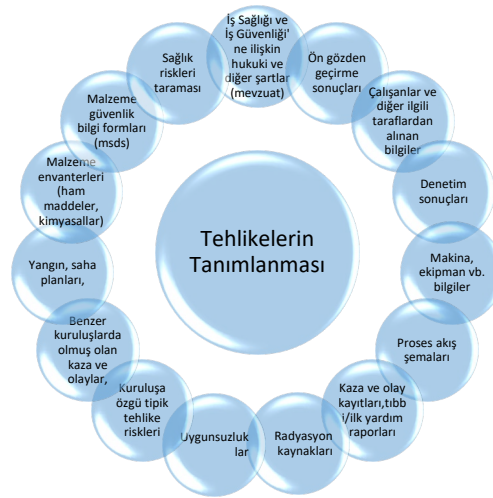 Tehlikelerin
Tanımlanması
İş Sağlığı ve
İş Güvenliği'
ne ilişkin
hukuki ve
diğer şartlar
(mevzuat)
Ön gözden
geçirme
sonuçları
Çalışanlar ve
diğer ilgili
taraflardan
alınan
bilgiler
Denetim
sonuçları
Makina,
ekipman vb.
bilgiler
Proses akış
şemaları
Kaza ve olay
kayıtları,tıbb
i/ilk yardım
raporları
Radyasyon
kaynakları
Uygunsuzluk
lar
Kuruluşa
özgü tipik
tehlike
riskleri
Benzer
kuruluşlarda
olmuş olan
kaza ve
olaylar,
Yangın, saha
planları,
Malzeme
envanterleri
(ham
maddeler,
kimyasallar)
Malzeme
güvenlik
bilgi formları
(msds)
Sağlık
riskleri
taraması